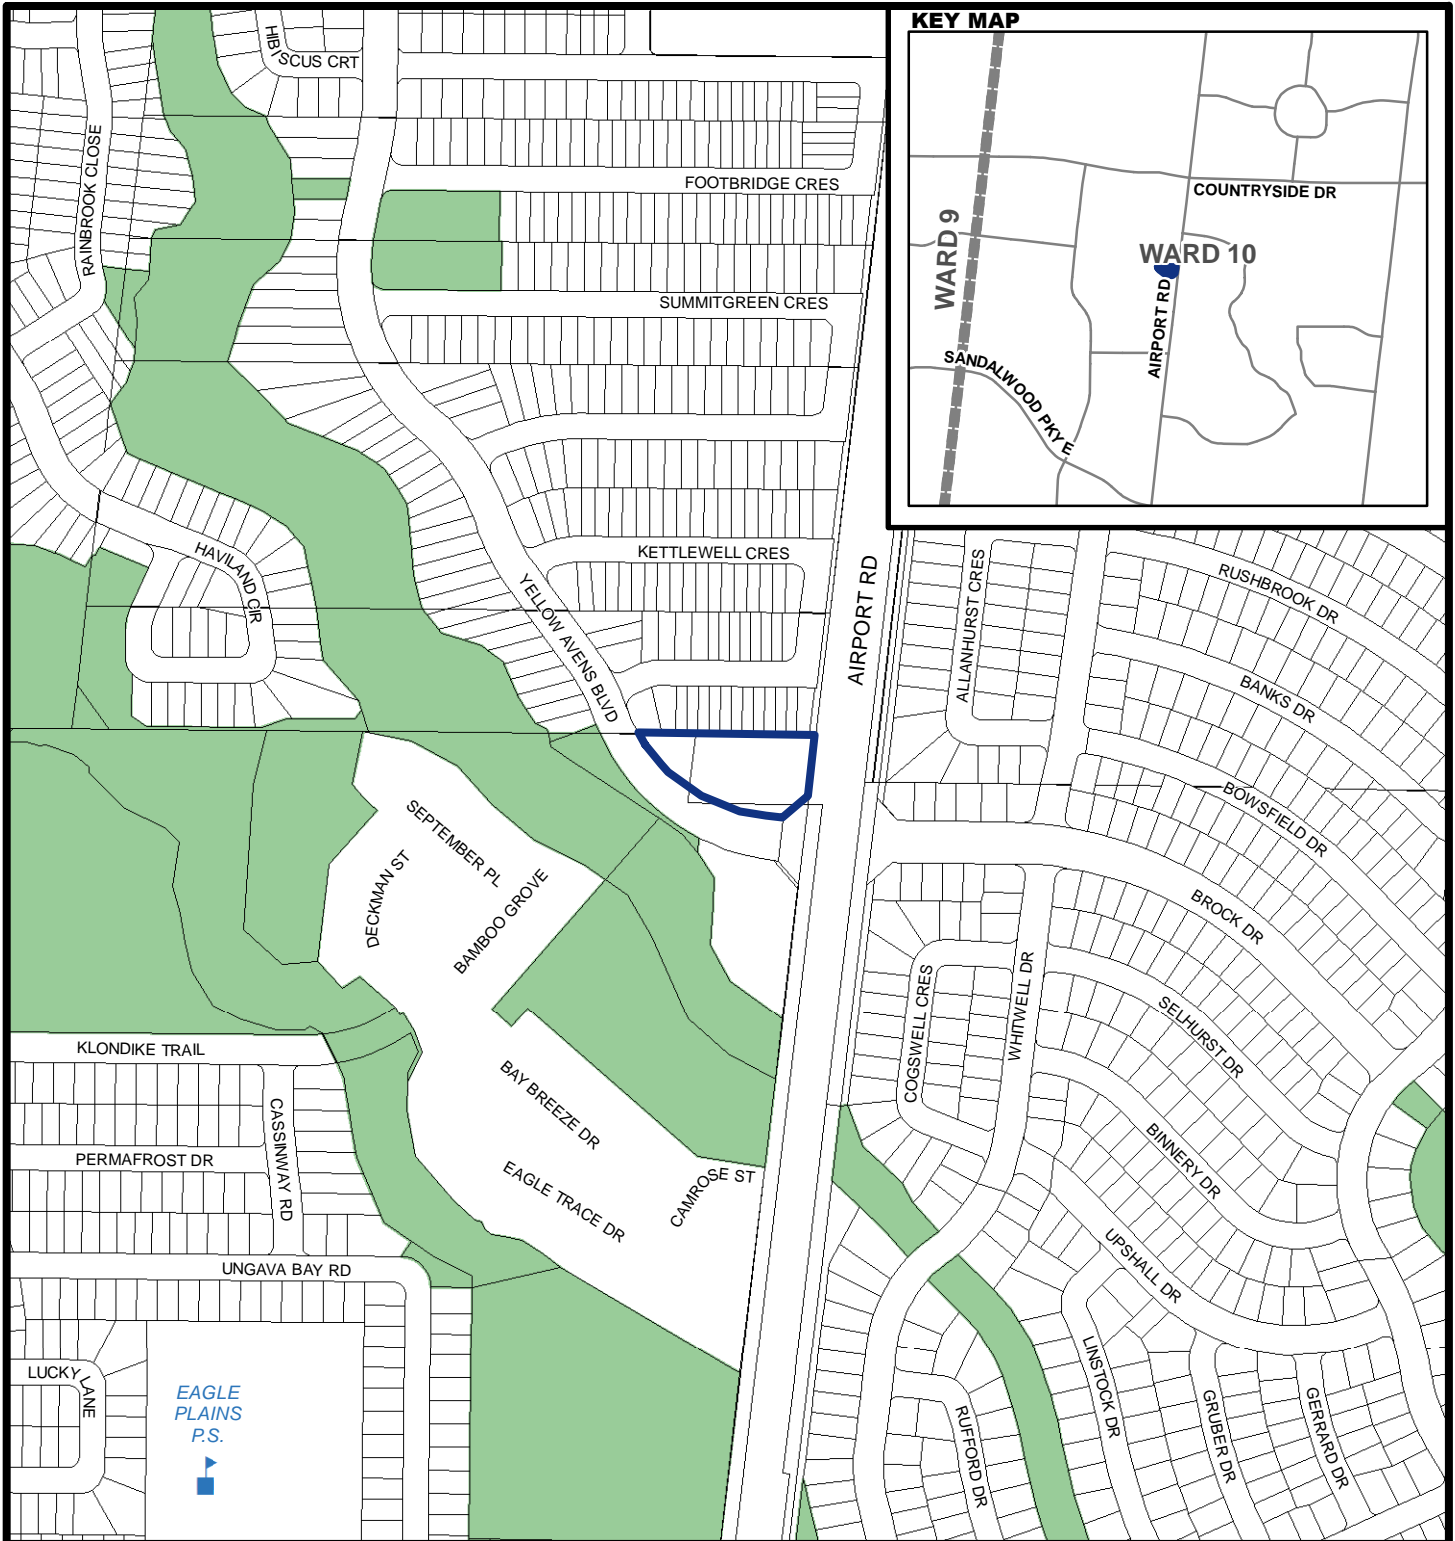 KEY MAP
COUNTRYSIDE DR
WARD 9
WARD 10
AIRPORT RD
SANDALWOOD PKY E
HIBISCUS CRT
RAINBROOK CLOSE
FOOTBRIDGE CRES
SUMMITGREEN CRES
KETTLEWELL CRES
HAVILAND CIR
YELLOW AVENS BLVD
AIRPORT RD
ALLANHURST CRES
RUSHBROOK DR
BANKS DR
BOWSFIELD DR
BROCK DR
SEPTEMBER PL
DECKMAN ST
BAMBOO GROVE
COGSWELL CRES
WHITWELL DR
SELHURST DR
KLONDIKE TRAIL
BAY BREEZE DR
CASSINWAY RD
PERMAFROST DR
EAGLE TRACE DR
CAMROSE ST
BINNERY DR
UPSHALL DR
UNGAVA BAY RD
LUCKY LANE
EAGLE
PLAINS
P.S.
LINSTOCK DR
RUFFORD DR
GRUBER DR
GERRARD DR